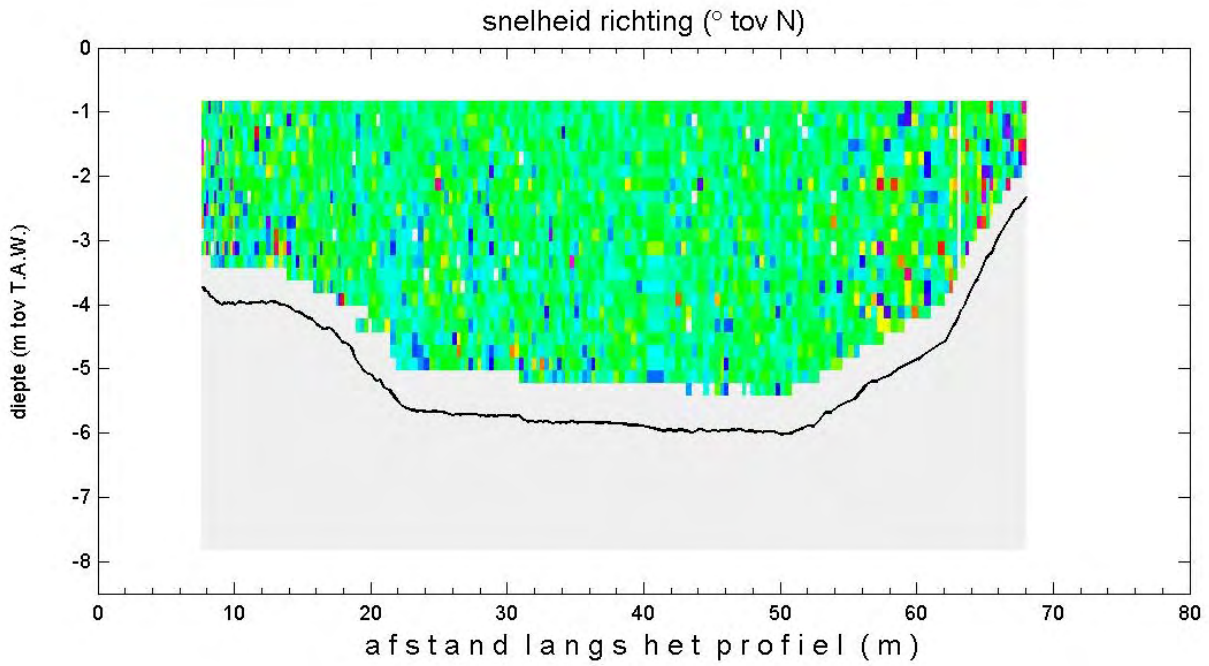 snelheid richting (° tov N)
0
-1
-2
-3
-4
-5
-6
-7
-8
diepte (m tov T.A.W.)
0 10 20 30 40 50 60 70 80
afstand langs het profiel (m)